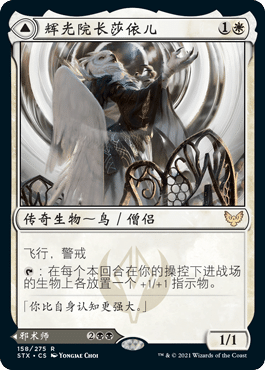 辉光院长莎依儿 1
传奇生物～鸟／僧侣
飞行，警戒
：在每个本回合在你的操控下进战场
的生物上各放置一个+1/+1指示物。
「你比自身认知更强大。」
邪术师 2
1/1
158/275 R
STX • CS YONGJAE CHOI
™ & © 2021 Wizards of the Coast